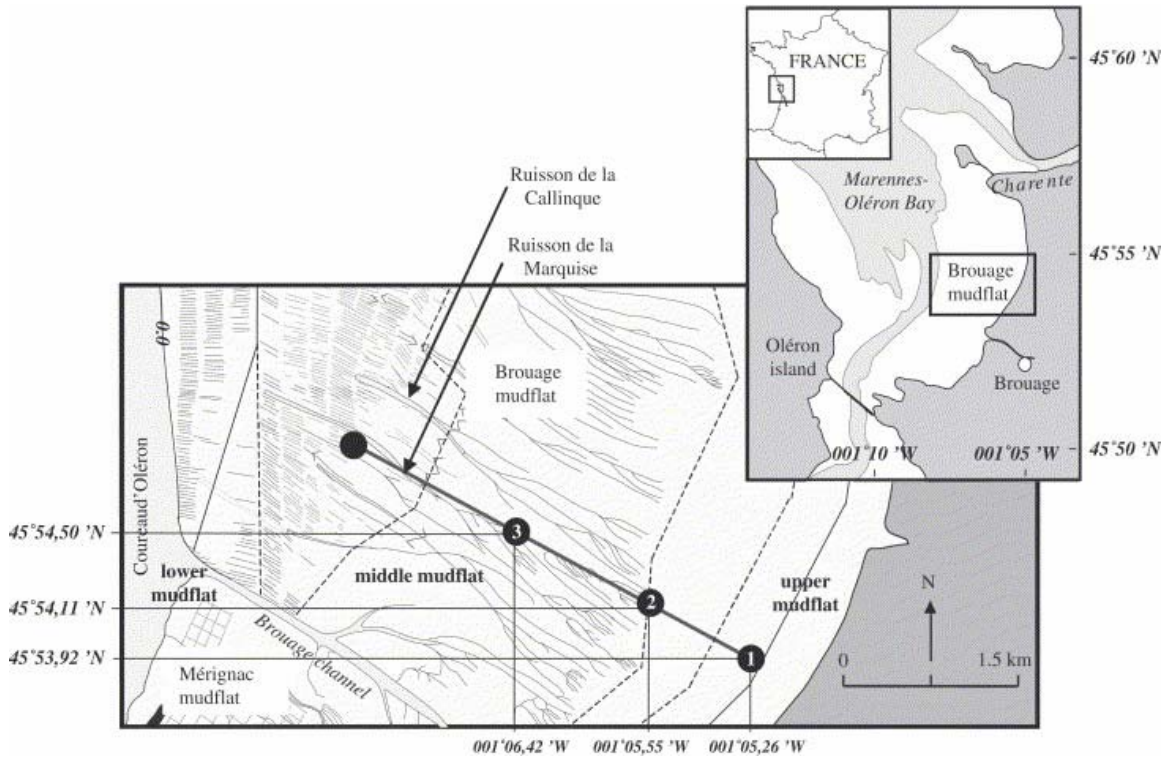 FRANCE
45°60 'N
Marennes-
Oléron Bay
Charente
45°55 'N
Brouage
mudflat
Oléron
island
Brouage
001°10 'W
001°05 'W
45°50 'N
Ruisson de la
Callinque
Ruisson de la
Marquise
0.0
Brouage
mudflat
Coureaud'Oléron
45°54,50 'N
3
lower
mudflat
middle mudflat
upper
mudflat
N
45°54,11 'N
2
Brouage channel
45°53,92 'N
1
Mérignac
mudflat
0
1.5 km
001°06,42 'W
001°05,55 'W
001°05,26 'W